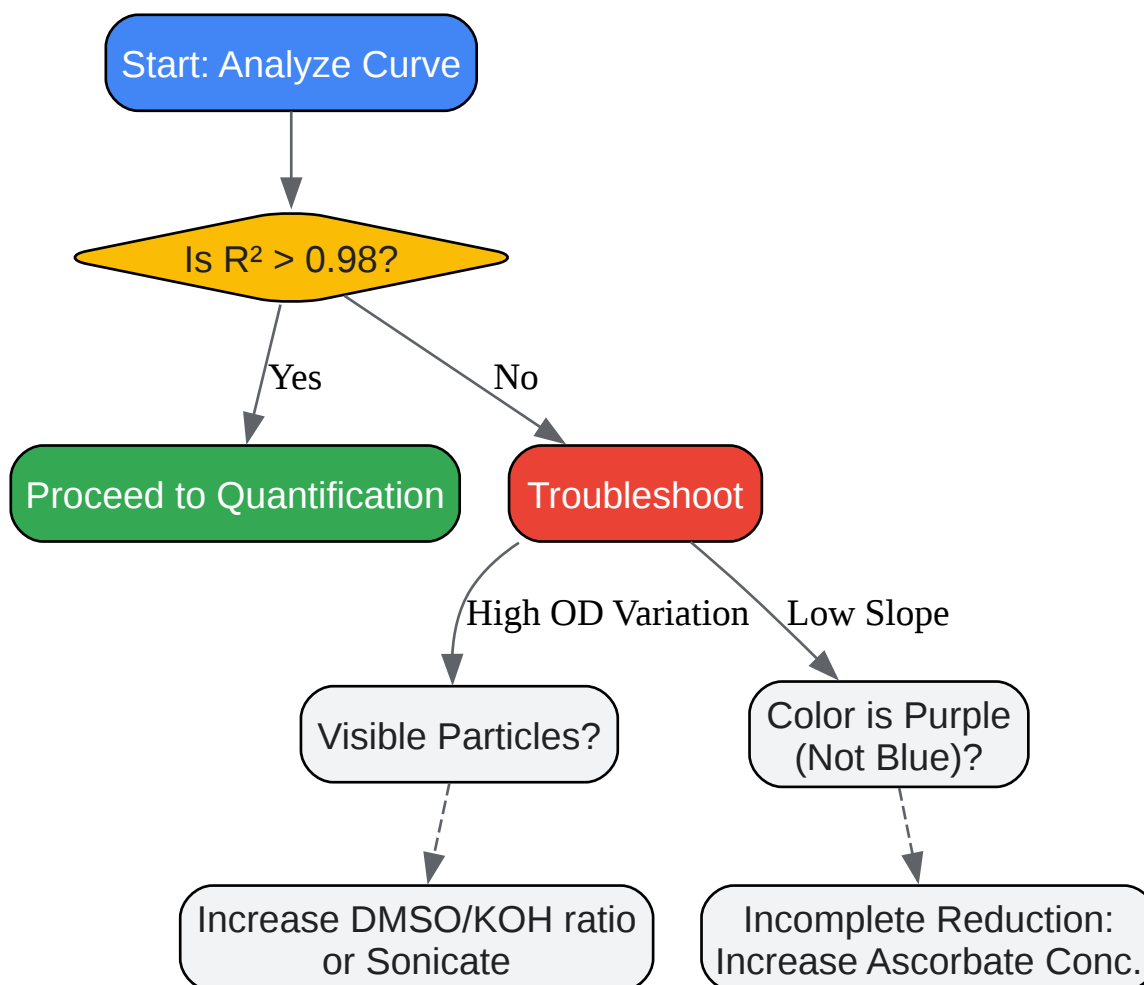 Start: Analyze Curve
Is R² > 0.98?
Yes
No
Proceed to Quantification
Troubleshoot
High OD Variation
Low Slope
Visible Particles?
Color is Purple
(Not Blue)?
Increase DMSO/KOH ratio
or Sonicate
Incomplete Reduction:
Increase Ascorbate Conc.